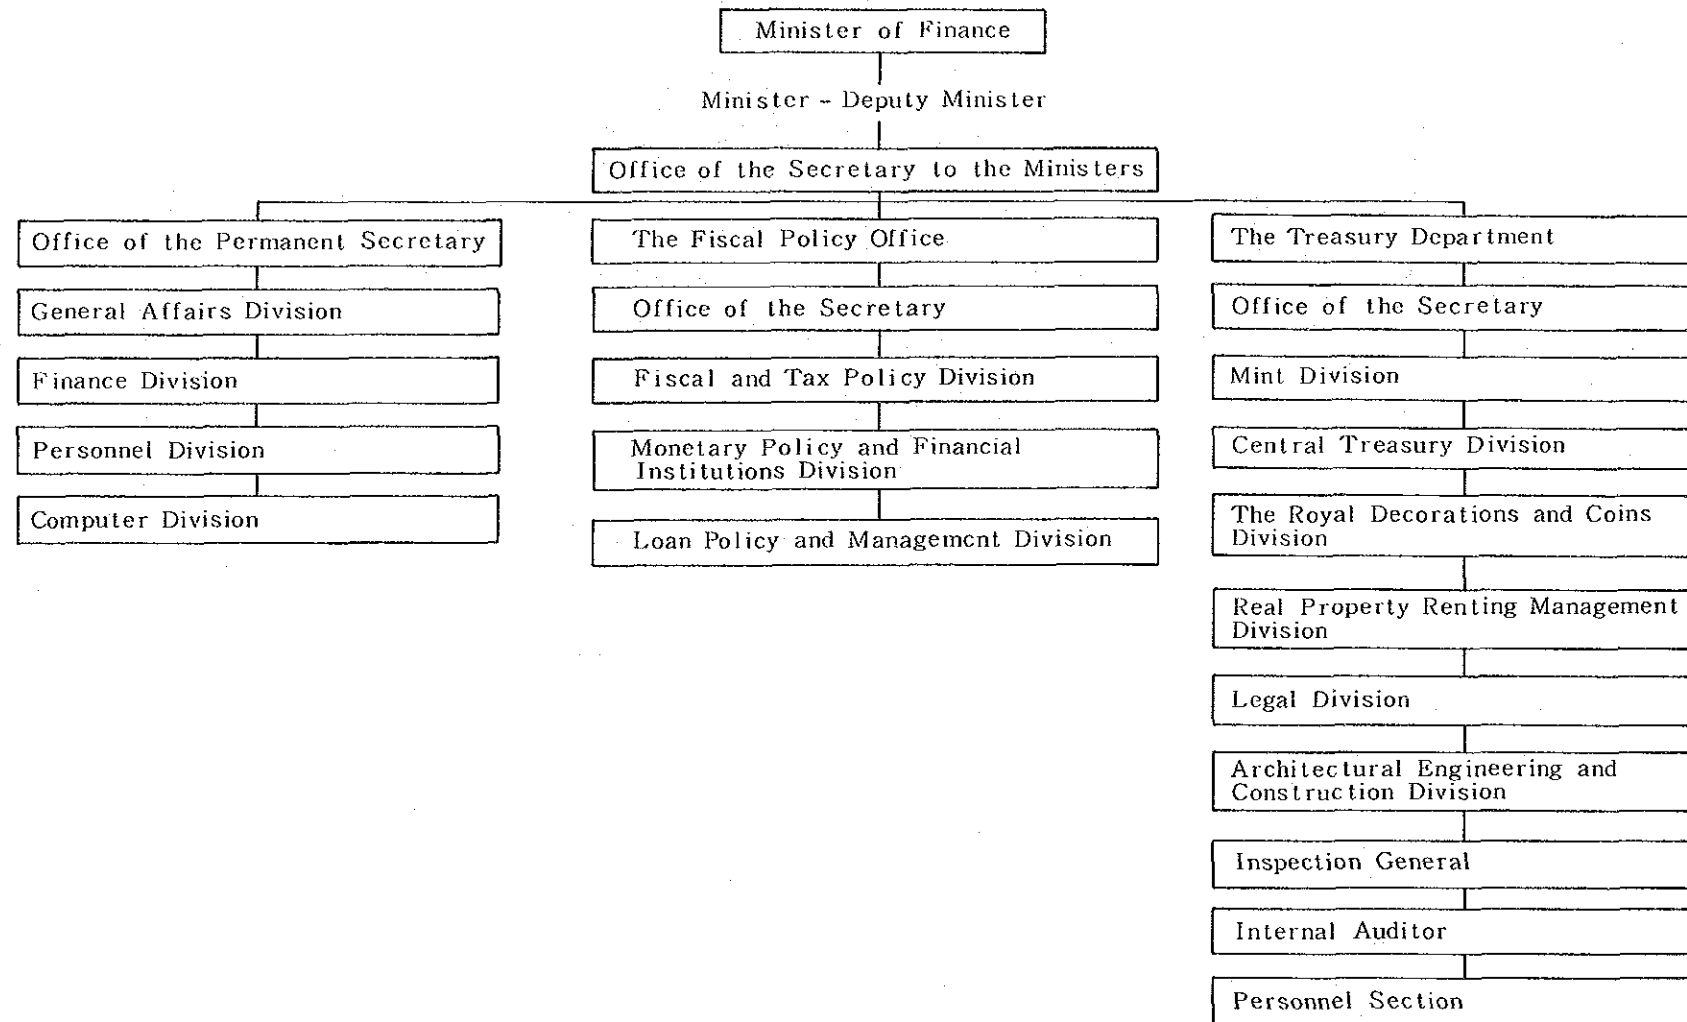 Minister of Finance
Minister - Deputy Minister
Office of the Secretary to the Ministers
Office of the Permanent Secretary
General Affairs Division
Finance Division
Personnel Division
Computer Division
The Fiscal Policy Office
Office of the Secretary
Fiscal and Tax Policy Division
Monetary Policy and Financial
Institutions Division
Loan Policy and Management Division
The Treasury Department
Office of the Secretary
Mint Division
Central Treasury Division
The Royal Decorations and Coins
Division
Real Property Renting Management
Division
Legal Division
Architectural Engineering and
Construction Division
Inspection General
Internal Auditor
Personnel Section